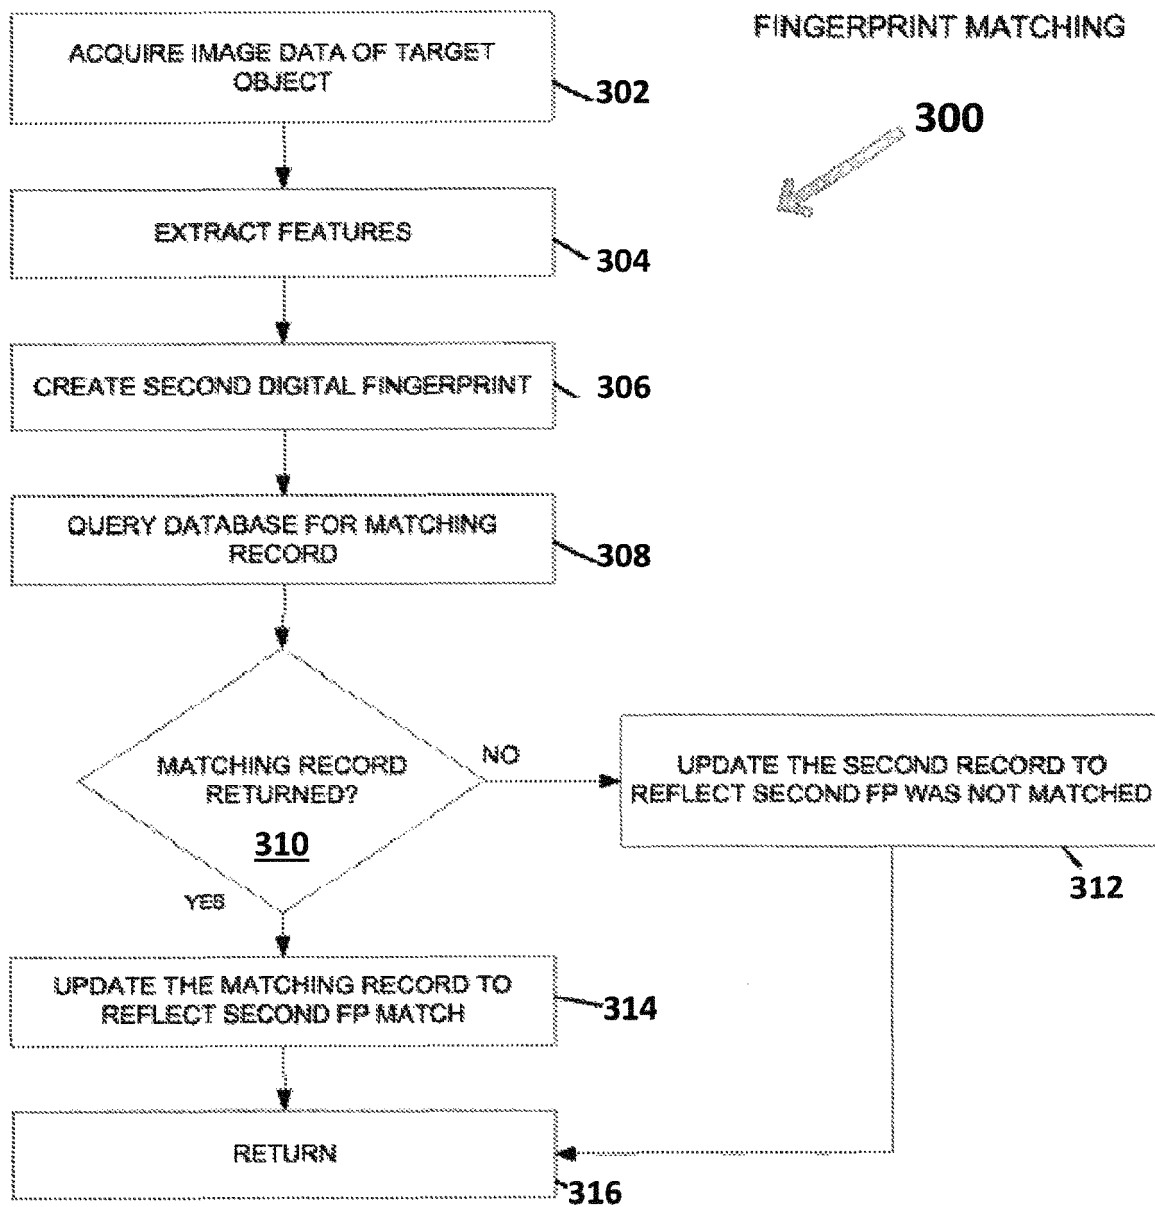 FINGERPRINT MATCHING
300
ACQUIRE IMAGE DATA OF TARGET
OBJECT
302
EXTRACT FEATURES
304
CREATE SECOND DIGITAL FINGERPRINT
306
QUERY DATABASE FOR MATCHING
RECORD
308
MATCHING RECORD
RETURNED?
310
NO
UPDATE THE SECOND RECORD TO
REFLECT SECOND FP WAS NOT MATCHED
312
YES
UPDATE THE MATCHING RECORD TO
REFLECT SECOND FP MATCH
314
RETURN
316